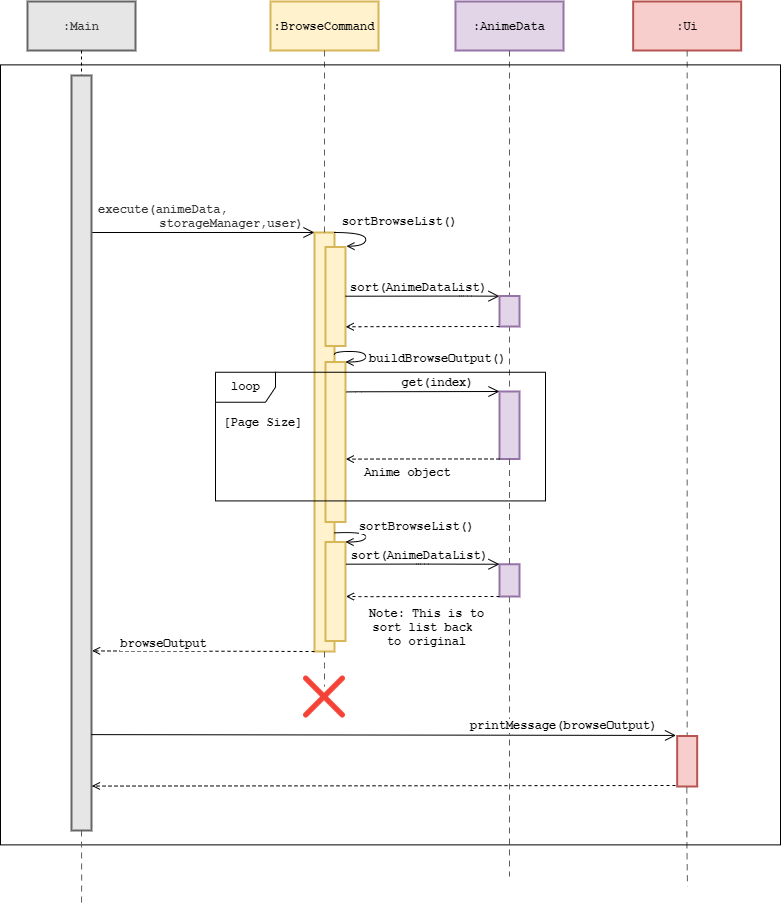 :Main
:BrowseCommand
:AnimeData
:Ui
execute(animeData,
storageManager,user)
sortBrowseList()
sort(AnimeDataList)
buildBrowseOutput()
loop
get(index)
[Page Size]
Anime object
sortBrowseList()
sort(AnimeDataList)
Note: This is to
sort list back
to original
browseOutput
printMessage(browseOutput)